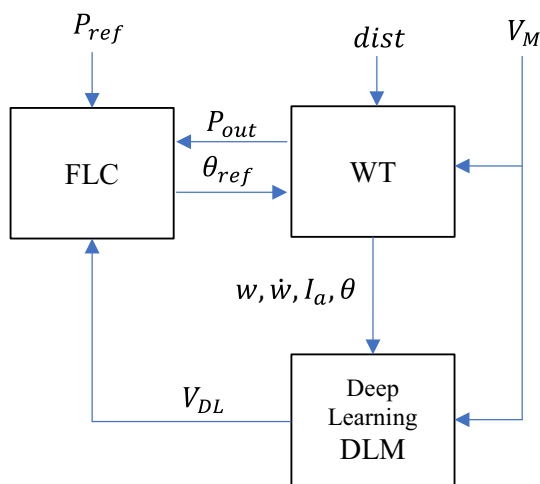 P_ref
dist
V_M
FLC
P_out
θ_ref
WT
w, ẇ, I_a, θ
V_DL
Deep
Learning
DLM